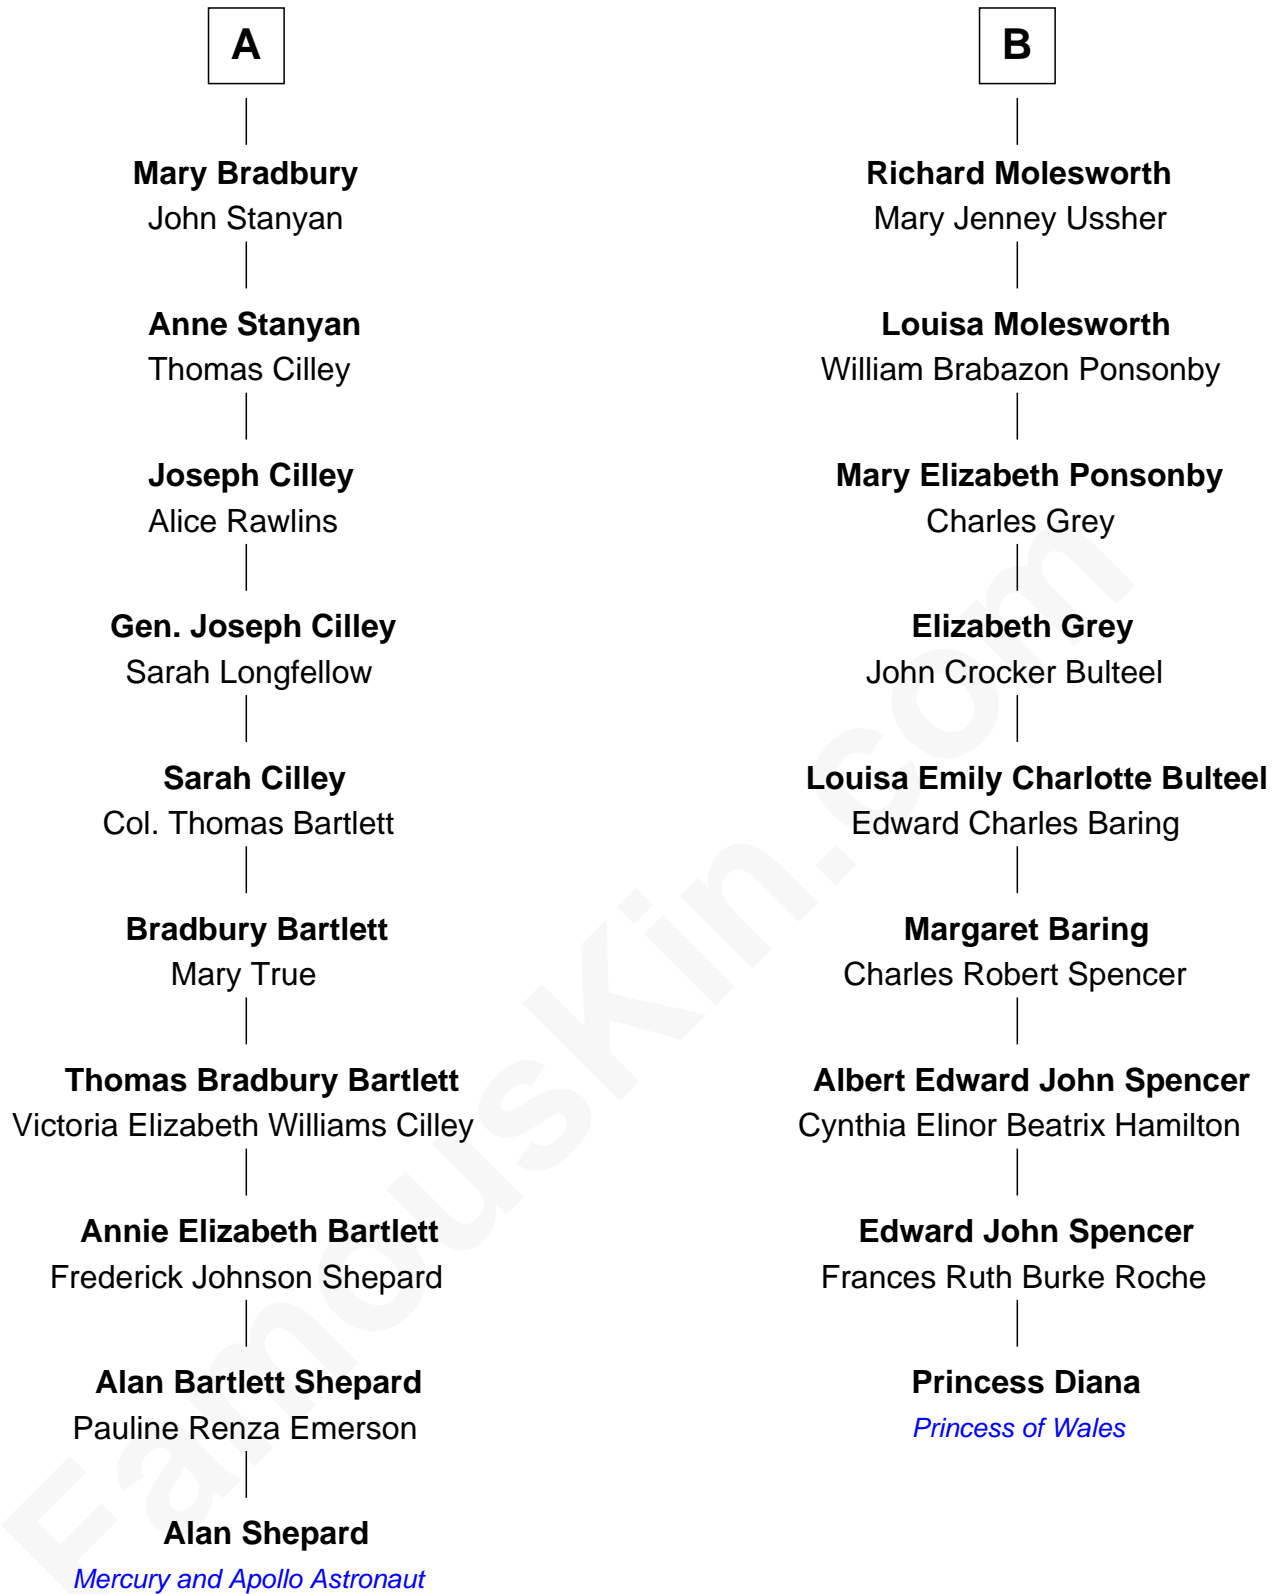 A
Mary Bradbury
John Stanyan
Anne Stanyan
Thomas Cilley
Joseph Cilley
Alice Rawlins
Gen. Joseph Cilley
Sarah Longfellow
Sarah Cilley
Col. Thomas Bartlett
Bradbury Bartlett
Mary True
Thomas Bradbury Bartlett
Victoria Elizabeth Williams Cilley
Annie Elizabeth Bartlett
Frederick Johnson Shepard
Alan Bartlett Shepard
Pauline Renza Emerson
Alan Shepard
Mercury and Apollo Astronaut
B
Richard Molesworth
Mary Jenney Ussher
Louisa Molesworth
William Brabazon Ponsonby
Mary Elizabeth Ponsonby
Charles Grey
Elizabeth Grey
John Crocker Bulteel
Louisa Emily Charlotte Bulteel
Edward Charles Baring
Margaret Baring
Charles Robert Spencer
Albert Edward John Spencer
Cynthia Elinor Beatrix Hamilton
Edward John Spencer
Frances Ruth Burke Roche
Princess Diana
Princess of Wales
FamousKin.com